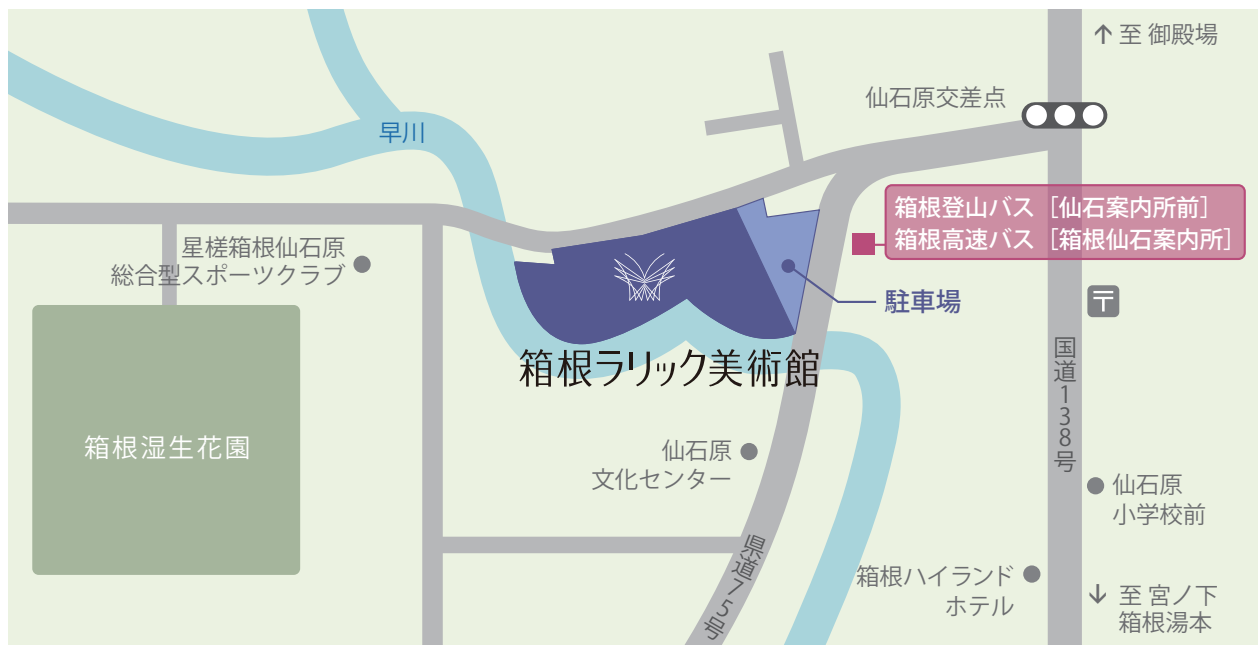 ↑ 至 御殿場
仙石原交差点
早川
箱根登山バス [仙石案内所前]
箱根高速バス [箱根仙石案内所]
星槎箱根仙石原
総合型スポーツクラブ
駐車場
〒
箱根ラリック美術館
国道138号
箱根湿生花園
仙石原
文化センター
仙石原
小学校前
県道75号
箱根ハイランド
ホテル
↓ 至 宮ノ下
箱根湯本